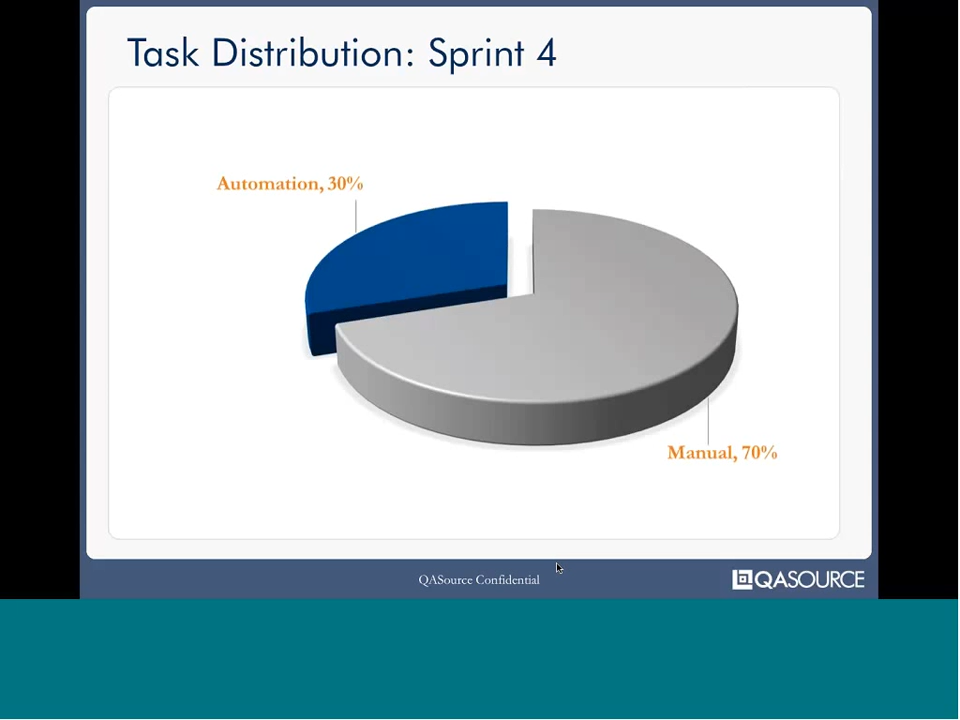 Task Distribution: Sprint 4
Automation, 30%
Manual, 70%
QASource Confidential
QASOURCE